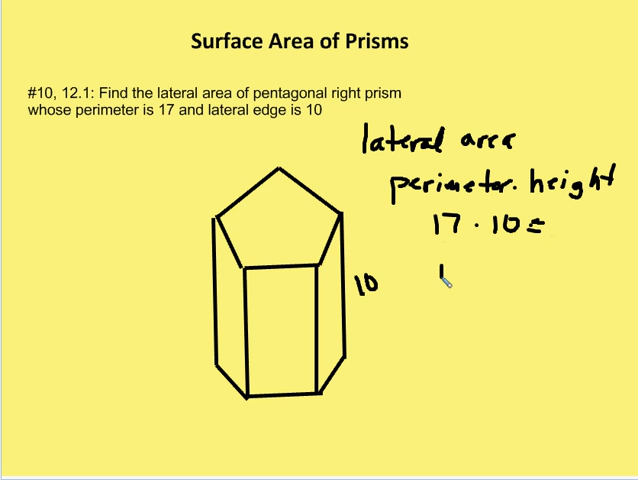 Surface Area of Prisms
#10, 12.1: Find the lateral area of pentagonal right prism
whose perimeter is 17 and lateral edge is 10
lateral area
perimeter. height
17 · 10 =
10